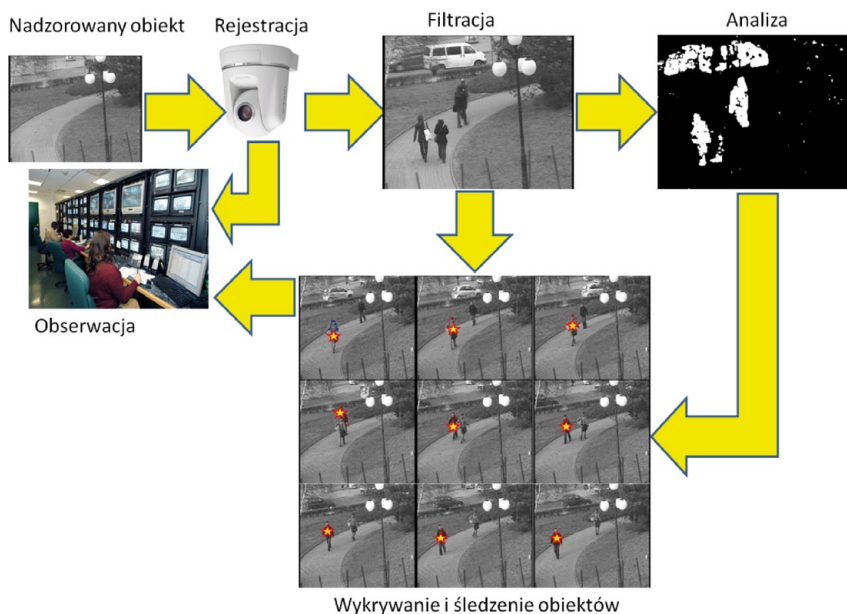 Nadzorowany obiekt
Rejestracja
Filtracja
Analiza
Obserwacja
Wykrywanie i śledzenie obiektów